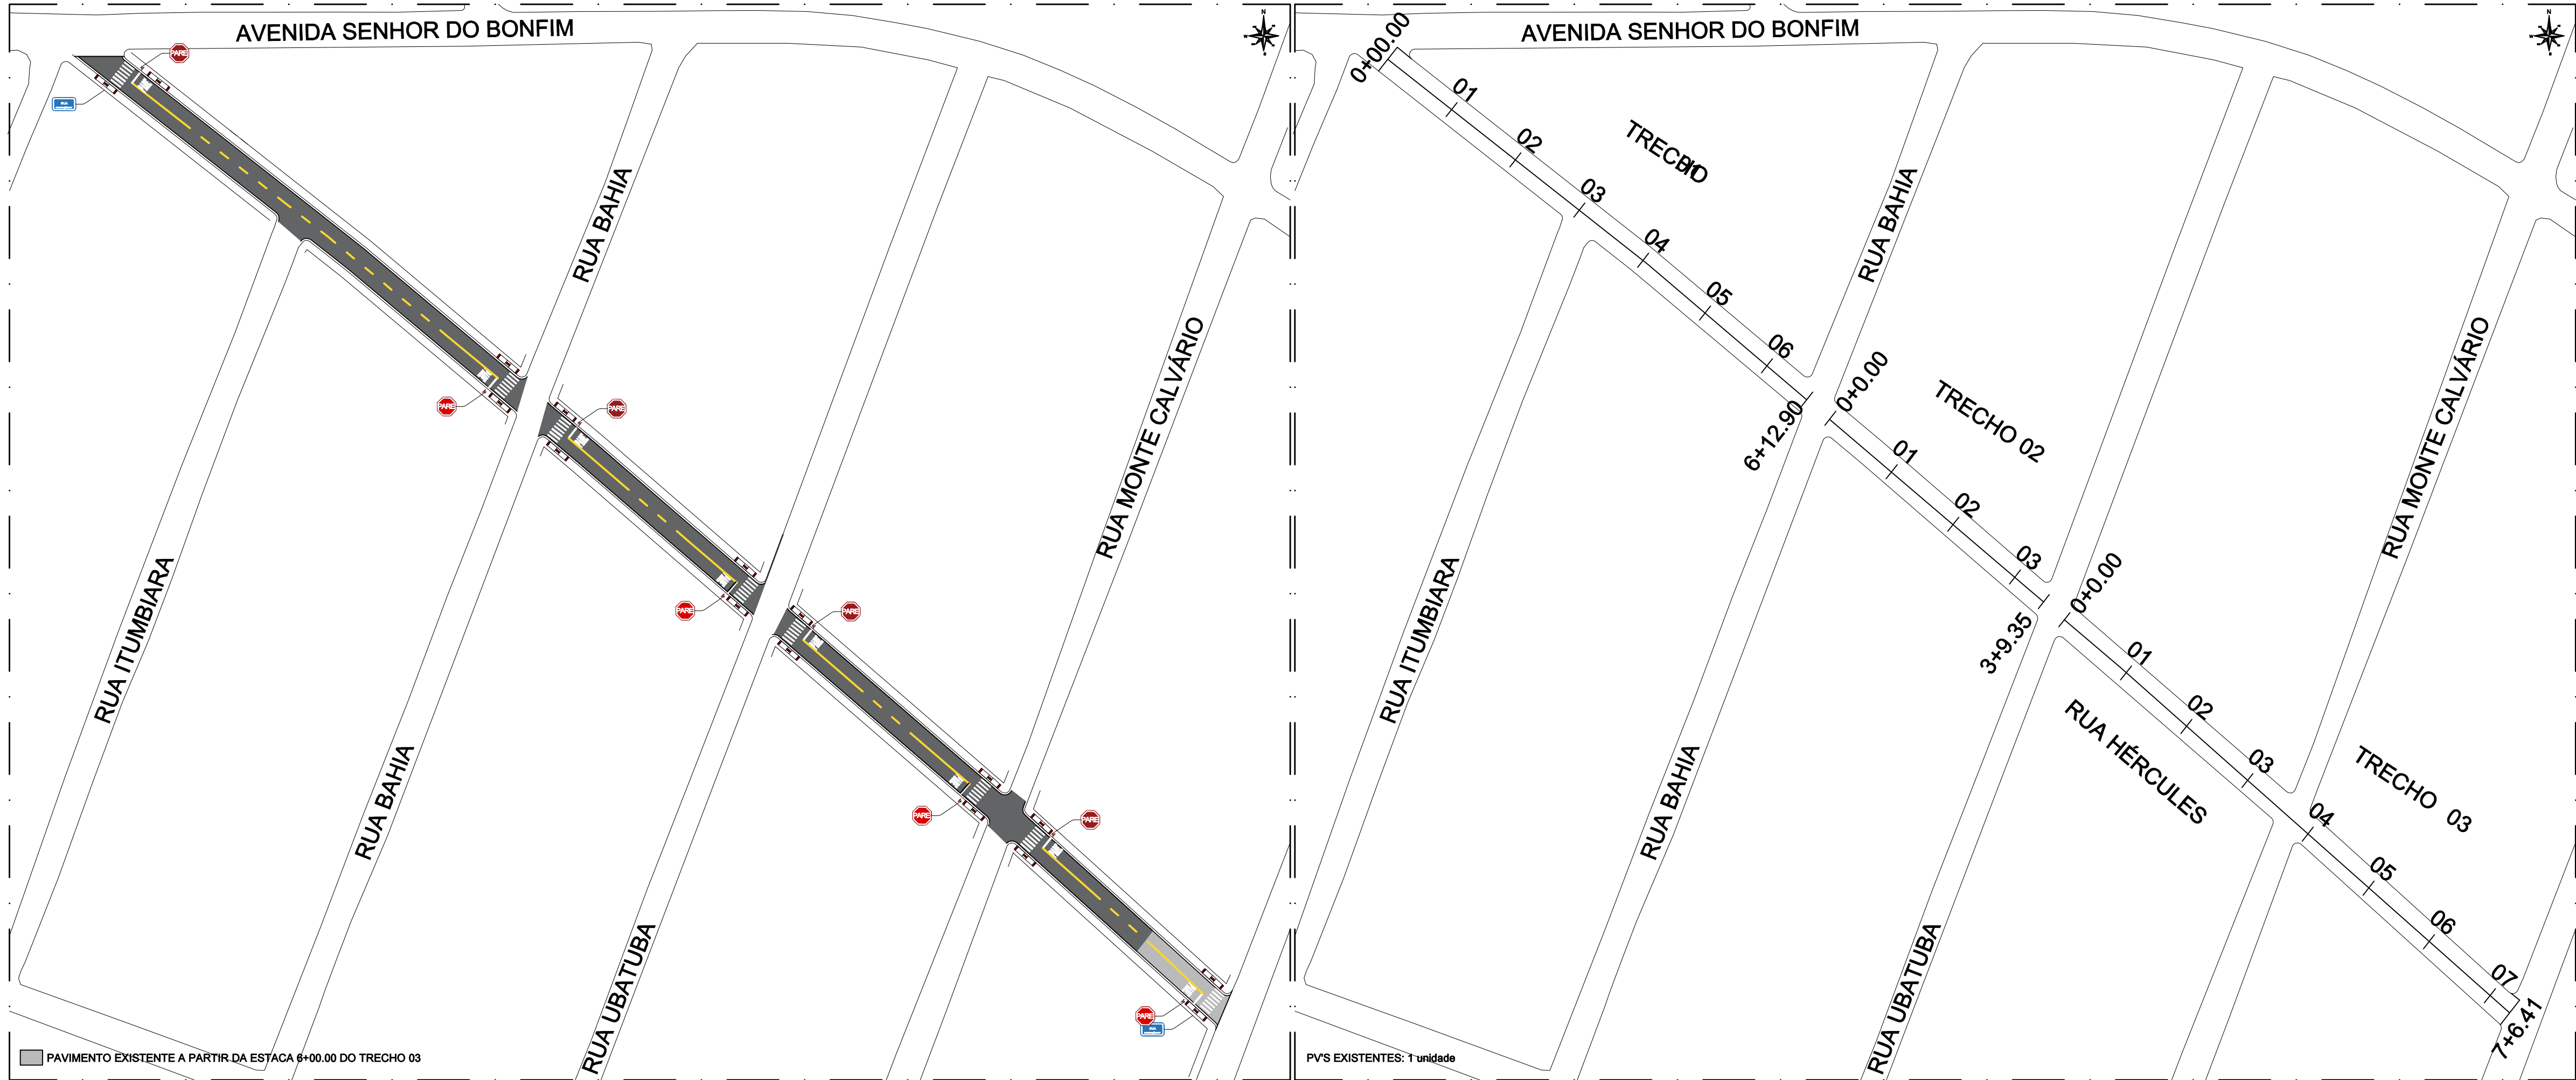 AVENIDA SENHOR DO BONFIM
N
PARE
RUA
RUA BAHIA
RUA MONTE CALVÁRIO
PARE
PARE
RUA ITUMBIARA
PARE
PARE
RUA BAHIA
PARE
PARE
RUA UBATUBA
PARE
RUA
PAVIMENTO EXISTENTE A PARTIR DA ESTACA 6+00.00 DO TRECHO 03
AVENIDA SENHOR DO BONFIM
N
0+00.00
01
02
03
04
05
06
6+12.90
TRECHO 01
RUA BAHIA
0+0.00
TRECHO 02
01
02
03
3+9.35
RUA MONTE CALVÁRIO
RUA ITUMBIARA
0+0.00
01
02
03
04
05
06
07
7+6.41
RUA HÉRCULES
TRECHO 03
RUA BAHIA
RUA UBATUBA
PV'S EXISTENTES: 1 unidade